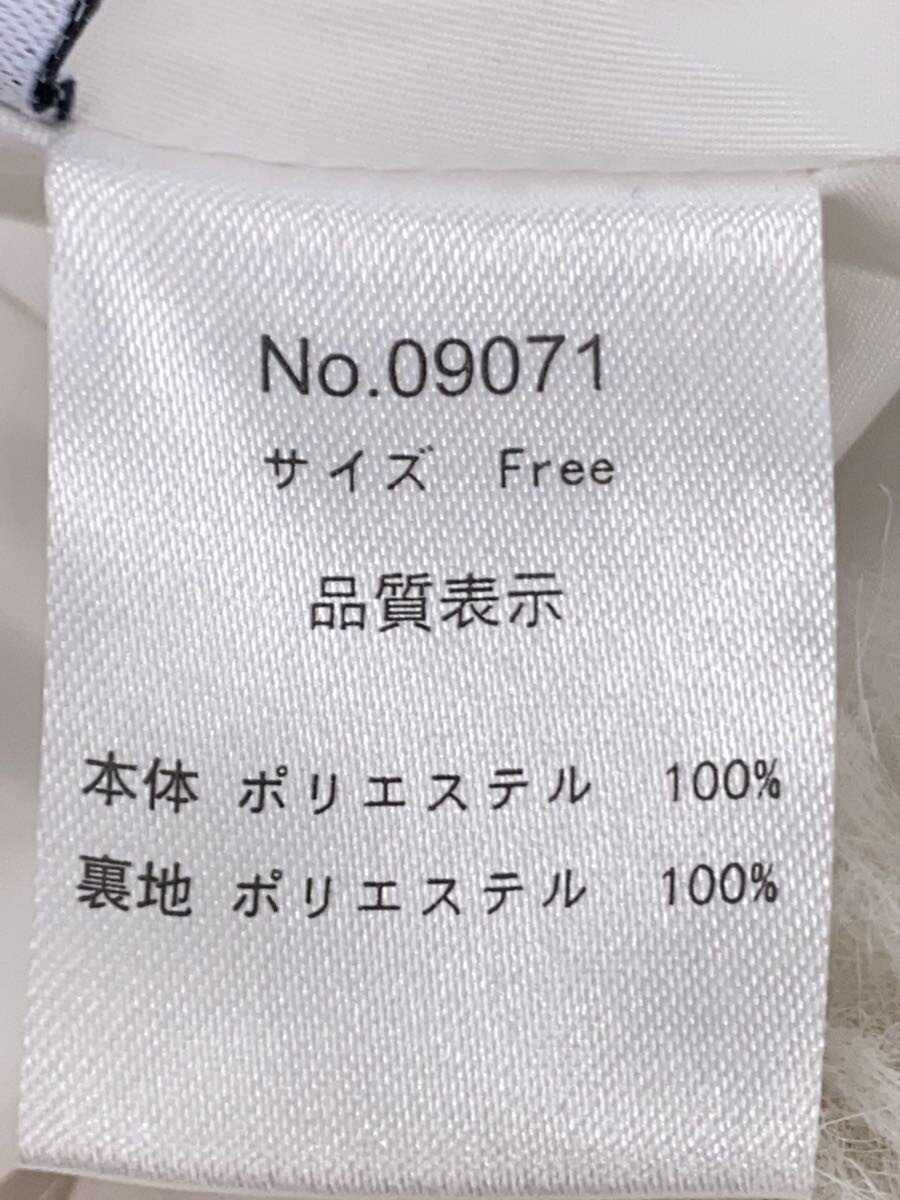 No.09071
サイズ Free
品質表示
本体 ポリエステル 100%
裏地 ポリエステル 100%